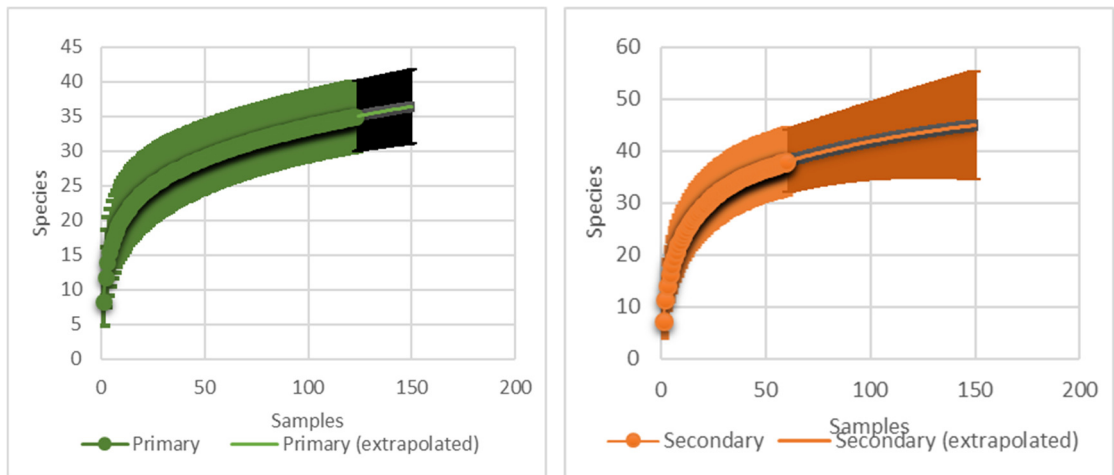 45
40
35
30
25
20
15
10
5
0
Species
0 50 100 150 200
Samples
Primary Primary (extrapolated)
60
50
40
30
20
10
0
Species
0 50 100 150 200
Samples
Secondary Secondary (extrapolated)